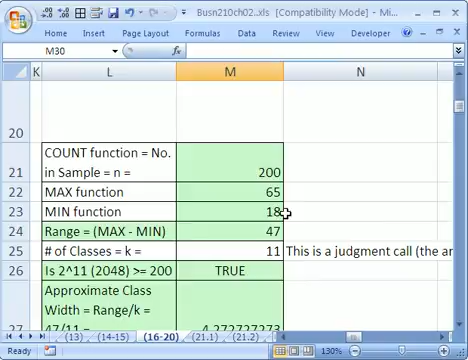 Busn210ch02...xls [Compatibility Mode] - Mi...
Home Insert Page Layout Formulas Data Review View Developer
M30 fx
K L M N
20
21 COUNT function = No. in Sample = n = 200
22 MAX function 65
23 MIN function 18
24 Range = (MAX - MIN) 47
25 # of Classes = k = 11 This is a judgment call (the ar
26 Is 2^11 (2048) >= 200 TRUE
27 Approximate Class Width = Range/k = 47/11 = 4.272727273
(13) (14-15) (16-20) (21.1) (21.2)
Ready 130%